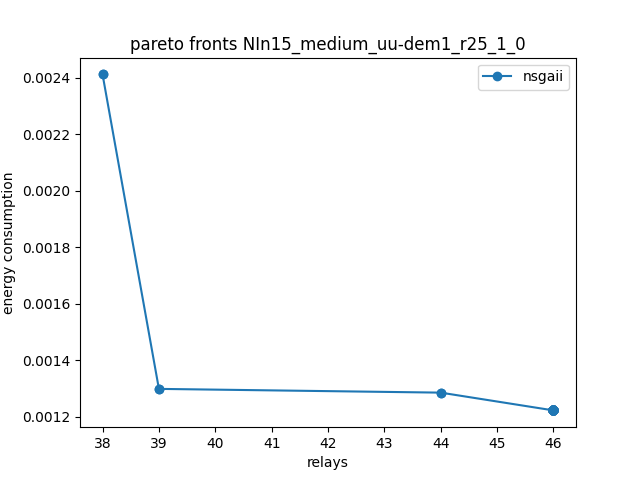 pareto fronts NIn15_medium_uu-dem1_r25_1_0
nsgaii
0.0024
0.0022
0.0020
0.0018
0.0016
0.0014
0.0012
energy consumption
38 39 40 41 42 43 44 45 46
relays